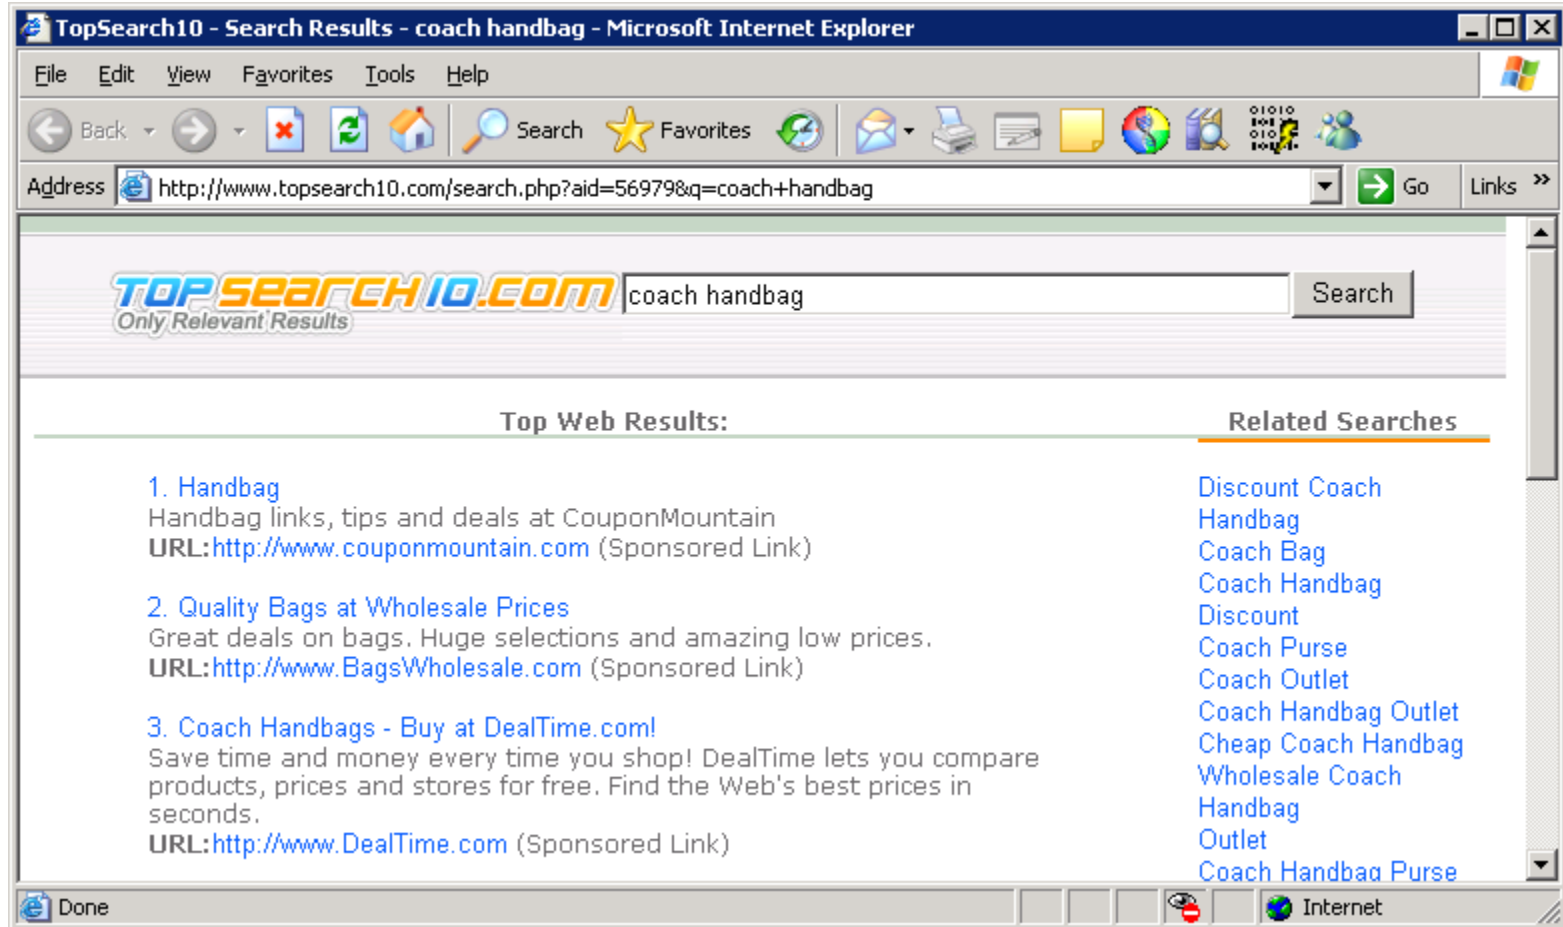 TopSearch10 - Search Results - coach handbag - Microsoft Internet Explorer
File Edit View Favorites Tools Help
Back Search Favorites
Address http://www.topsearch10.com/search.php?aid=56979&q=coach+handbag Go Links »
TOPSEARCH10.COM coach handbag Search
Only Relevant Results
Top Web Results:
1. Handbag
Handbag links, tips and deals at CouponMountain
URL:http://www.couponmountain.com (Sponsored Link)
2. Quality Bags at Wholesale Prices
Great deals on bags. Huge selections and amazing low prices.
URL:http://www.BagsWholesale.com (Sponsored Link)
3. Coach Handbags - Buy at DealTime.com!
Save time and money every time you shop! DealTime lets you compare
products, prices and stores for free. Find the Web's best prices in
seconds.
URL:http://www.DealTime.com (Sponsored Link)
Related Searches
Discount Coach
Handbag
Coach Bag
Coach Handbag
Discount
Coach Purse
Coach Outlet
Coach Handbag Outlet
Cheap Coach Handbag
Wholesale Coach
Handbag
Outlet
Coach Handbag Purse
Done Internet